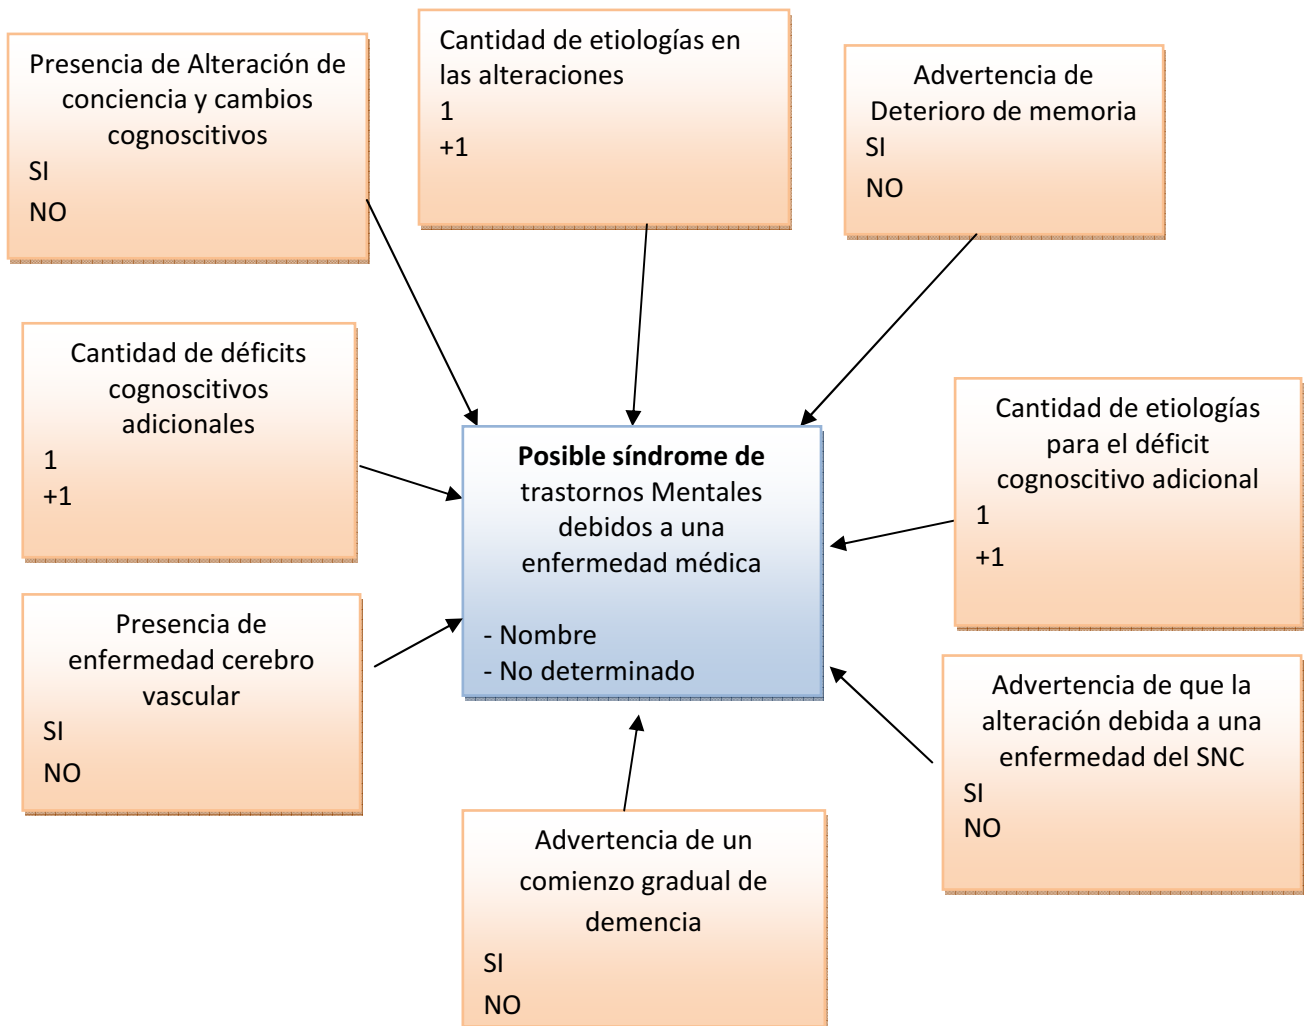 Presencia de Alteración de
conciencia y cambios
cognoscitivos
SI
NO
Cantidad de etiologías en
las alteraciones
1
+1
Advertencia de
Deterioro de memoria
SI
NO
Cantidad de déficits
cognoscitivos
adicionales
1
+1
Posible síndrome de
trastornos Mentales
debidos a una
enfermedad médica
- Nombre
- No determinado
Cantidad de etiologías
para el déficit
cognoscitivo adicional
1
+1
Presencia de
enfermedad cerebro
vascular
SI
NO
Advertencia de que la
alteración debida a una
enfermedad del SNC
SI
NO
Advertencia de un
comienzo gradual de
demencia
SI
NO